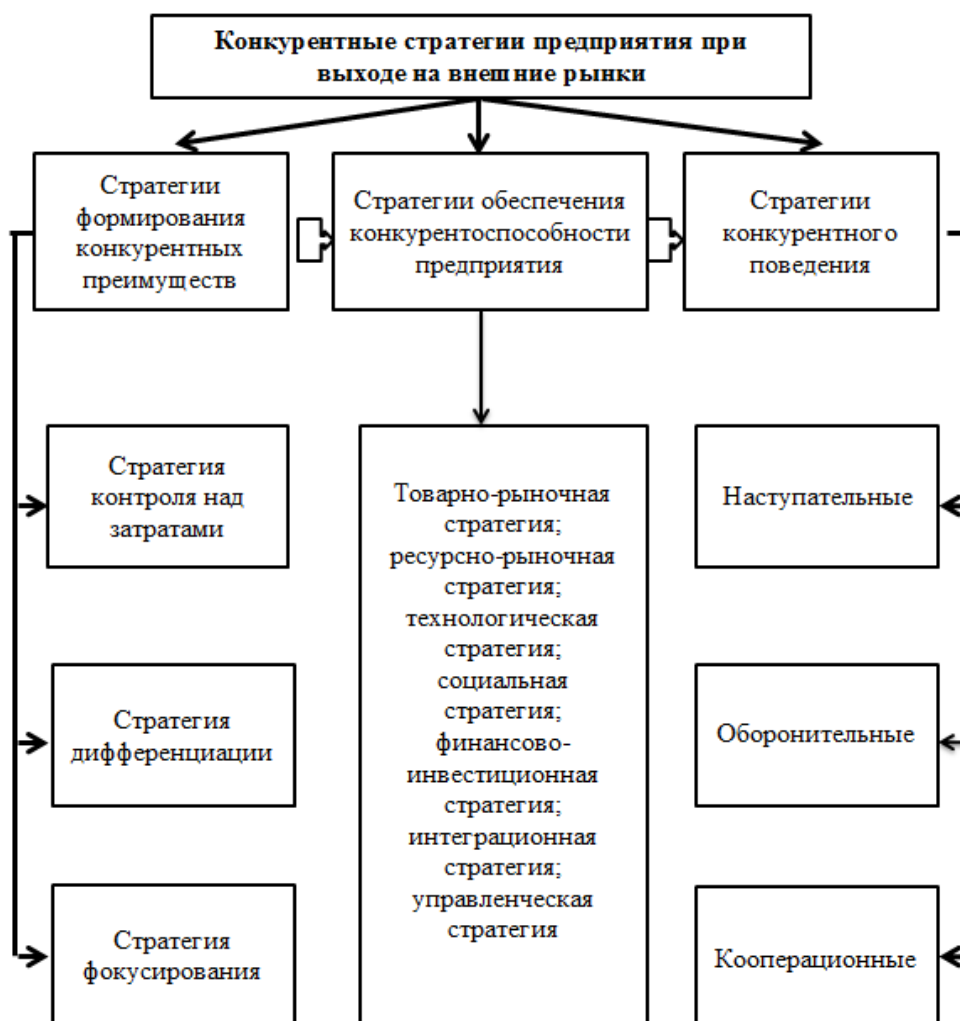 Конкурентные стратегии предприятия при
выходе на внешние рынки
Стратегии
формирования
конкурентных
преимуществ
Стратегии обеспечения
конкурентоспособности
предприятия
Стратегии
конкурентного
поведения
Стратегия
контроля над
затратами
Товарно-рыночная
стратегия;
ресурсно-рыночная
стратегия;
технологическая
стратегия;
социальная
стратегия;
финансово-
инвестиционная
стратегия;
интеграционная
стратегия;
управленческая
стратегия
Наступательные
Стратегия
дифференциации
Оборонительные
Стратегия
фокусирования
Кооперационные